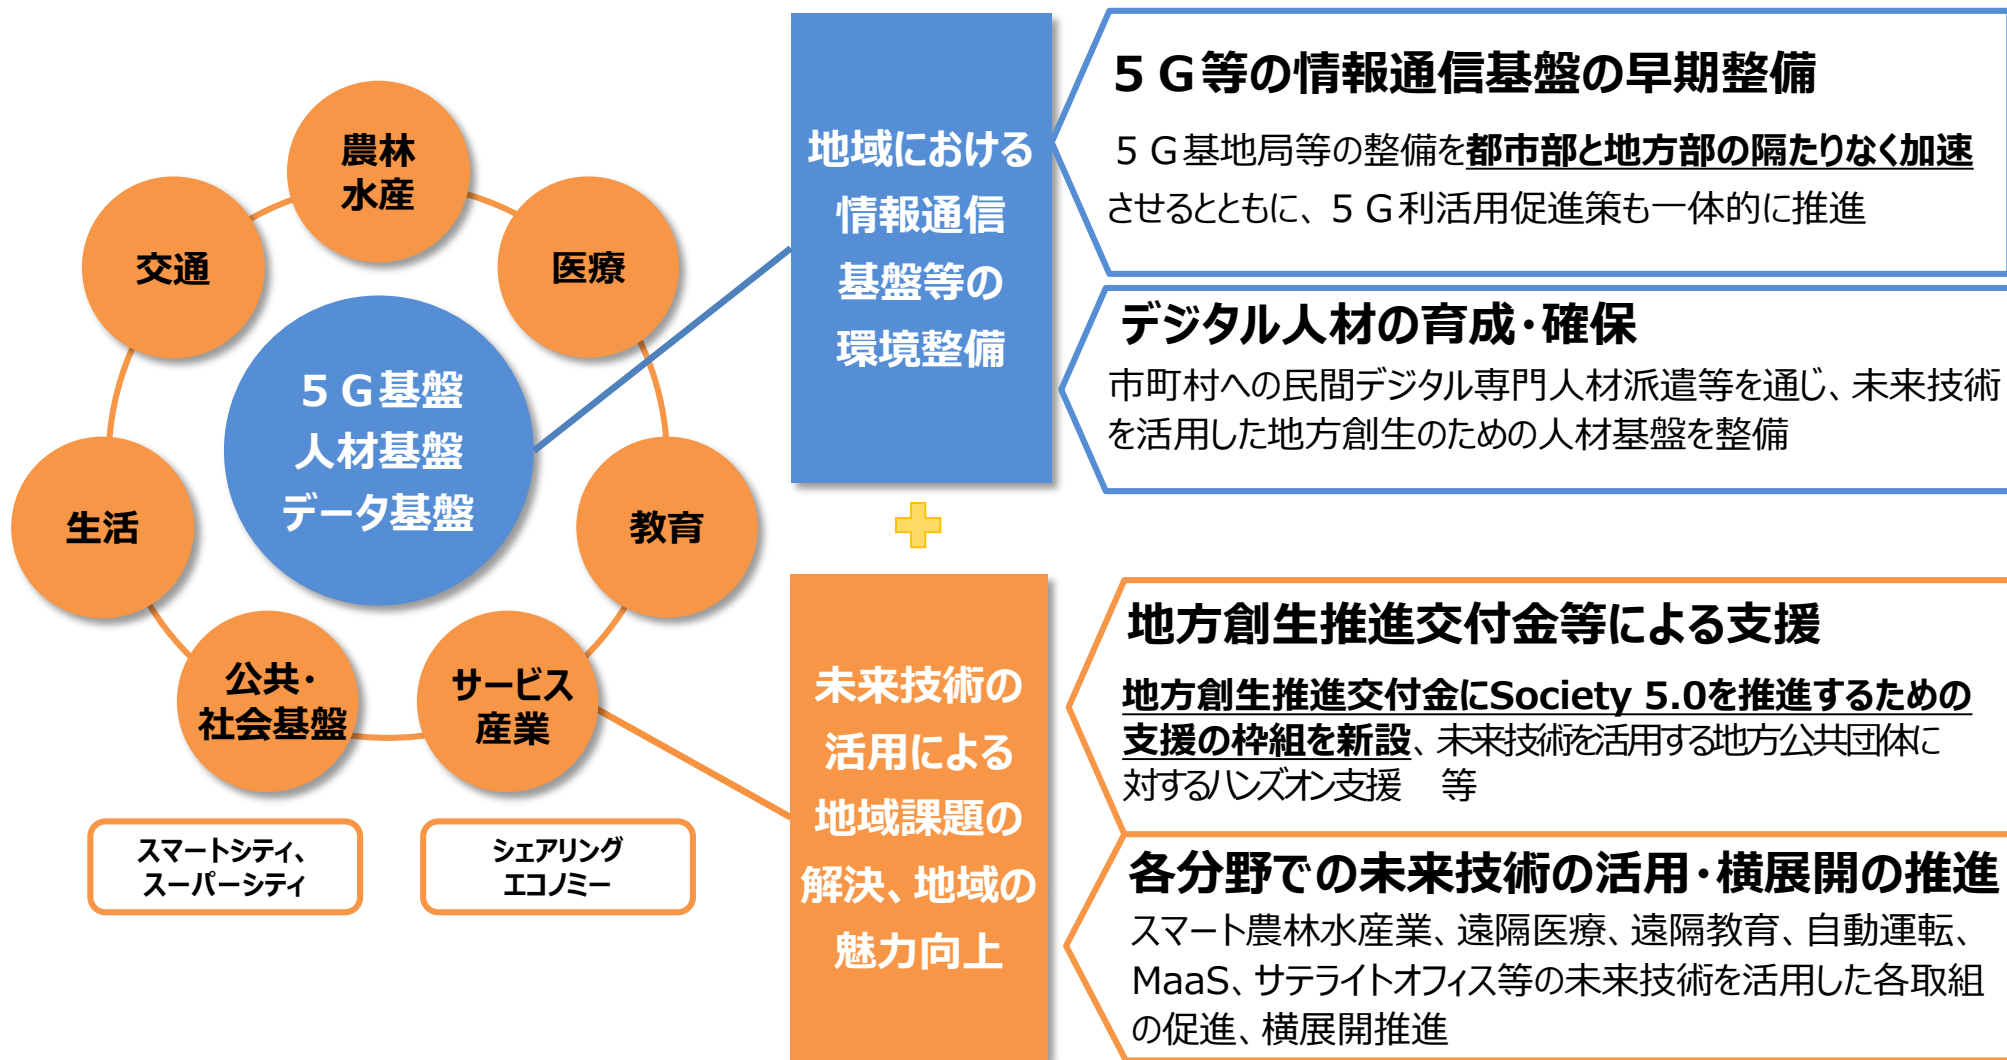 農林
水産
交通
医療
5G基盤
人材基盤
データ基盤
生活
教育
公共・
社会基盤
サービス
産業
スマートシティ、
スーパーシティ
シェアリング
エコノミー
地域における
情報通信
基盤等の
環境整備
5G等の情報通信基盤の早期整備
5G基地局等の整備を都市部と地方部の隔たりなく加速
させるとともに、5G利活用促進策も一体的に推進
デジタル人材の育成・確保
市町村への民間デジタル専門人材派遣等を通じ、未来技術
を活用した地方創生のための人材基盤を整備
未来技術の
活用による
地域課題の
解決、地域の
魅力向上
地方創生推進交付金等による支援
地方創生推進交付金にSociety 5.0を推進するための
支援の枠組を新設、未来技術を活用する地方公共団体に
対するハンズオン支援　等
各分野での未来技術の活用・横展開の推進
スマート農林水産業、遠隔医療、遠隔教育、自動運転、
MaaS、サテライトオフィス等の未来技術を活用した各取組
の促進、横展開推進